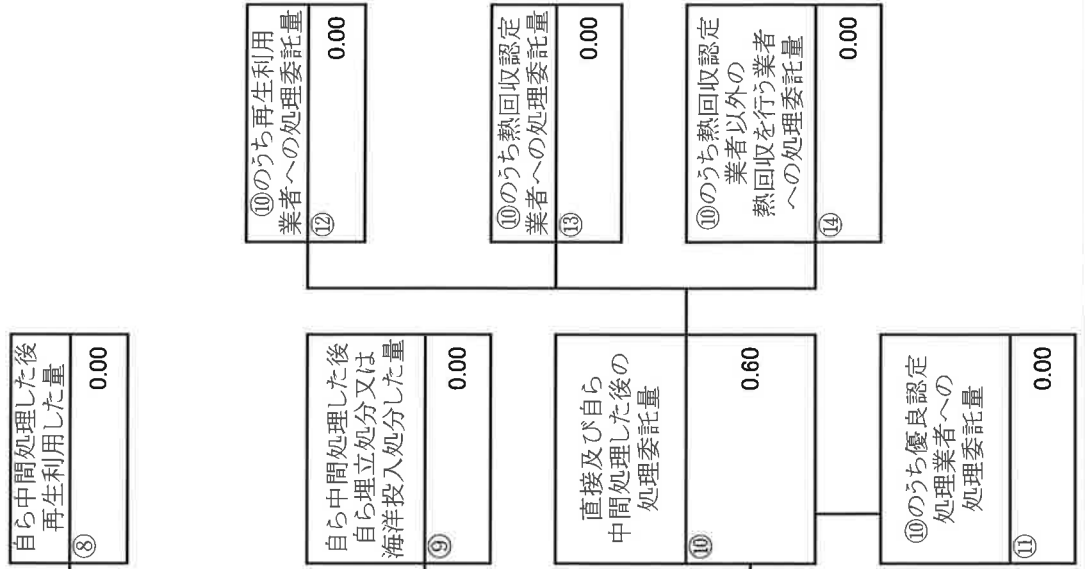 自ら中間処理した後
再生利用した量
⑧
0.00
自ら中間処理した後
自ら埋立処分又は
海洋投入処分した量
⑨
0.00
直接及び自ら
中間処理した後の
処理委託量
⑩
0.60
⑩のうち優良認定
処理業者への
処理委託量
⑪
0.00
⑩のうち再生利用
業者への処理委託量
⑫
0.00
⑩のうち熱回収認定
業者への処理委託量
⑬
0.00
⑩のうち熱回収認定
業者以外の
熱回収を行う業者
への処理委託量
⑭
0.00